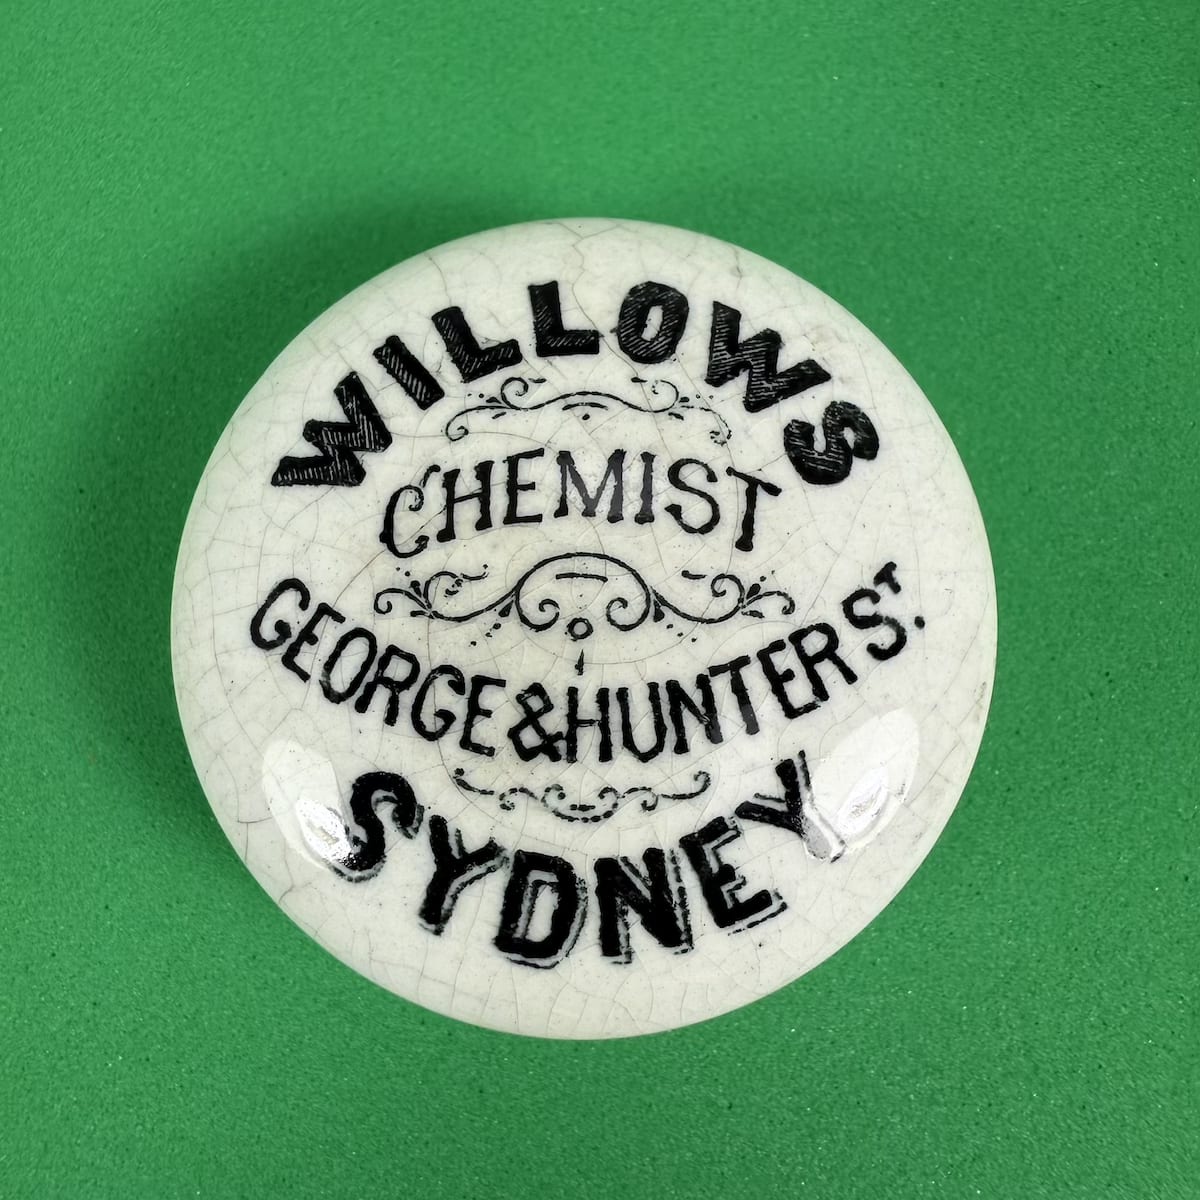 WILLOWS
CHEMIST
GEORGE & HUNTER ST.
SYDNEY